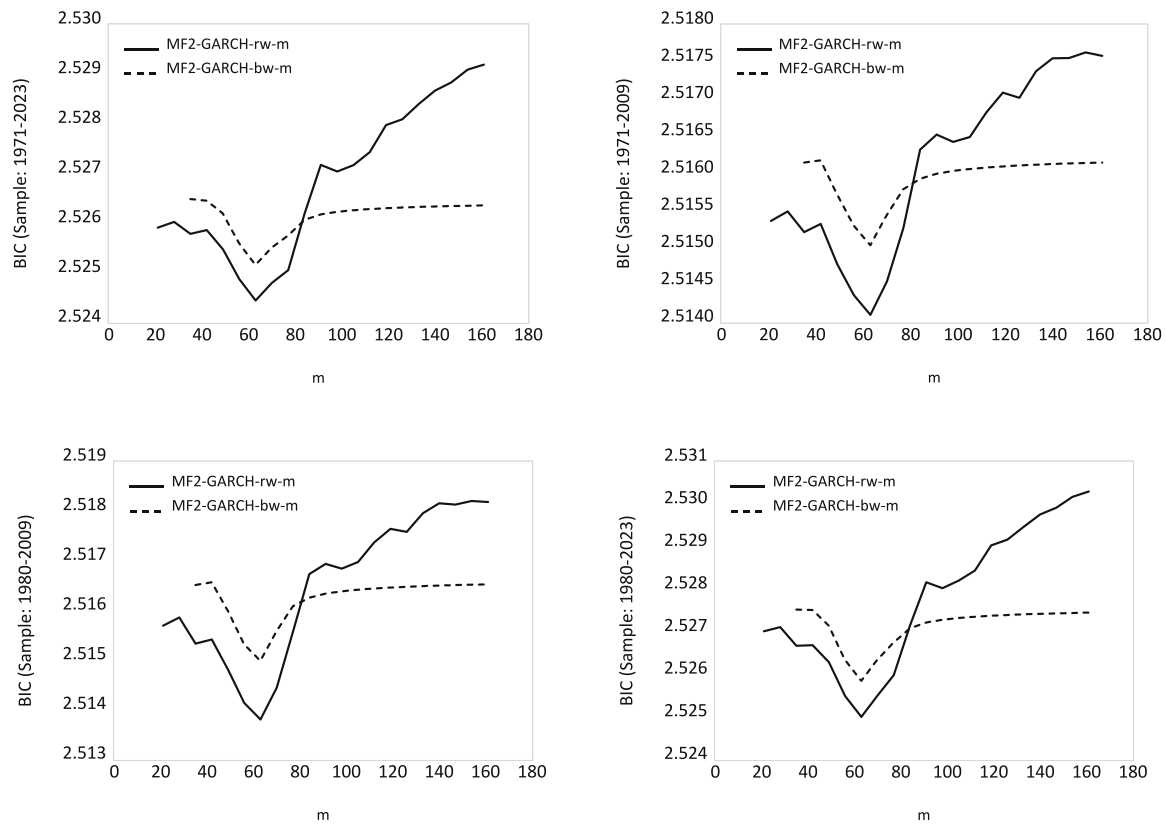 BIC (Sample: 1971-2023)
2.530
2.529
2.528
2.527
2.526
2.525
2.524
MF2-GARCH-rw-m
MF2-GARCH-bw-m
0 20 40 60 80 100 120 140 160 180
m
BIC (Sample: 1971-2009)
2.5180
2.5175
2.5170
2.5165
2.5160
2.5155
2.5150
2.5145
2.5140
MF2-GARCH-rw-m
MF2-GARCH-bw-m
0 20 40 60 80 100 120 140 160 180
m
BIC (Sample: 1980-2009)
2.519
2.518
2.517
2.516
2.515
2.514
2.513
MF2-GARCH-rw-m
MF2-GARCH-bw-m
0 20 40 60 80 100 120 140 160 180
m
BIC (Sample: 1980-2023)
2.531
2.530
2.529
2.528
2.527
2.526
2.525
2.524
MF2-GARCH-rw-m
MF2-GARCH-bw-m
0 20 40 60 80 100 120 140 160 180
m